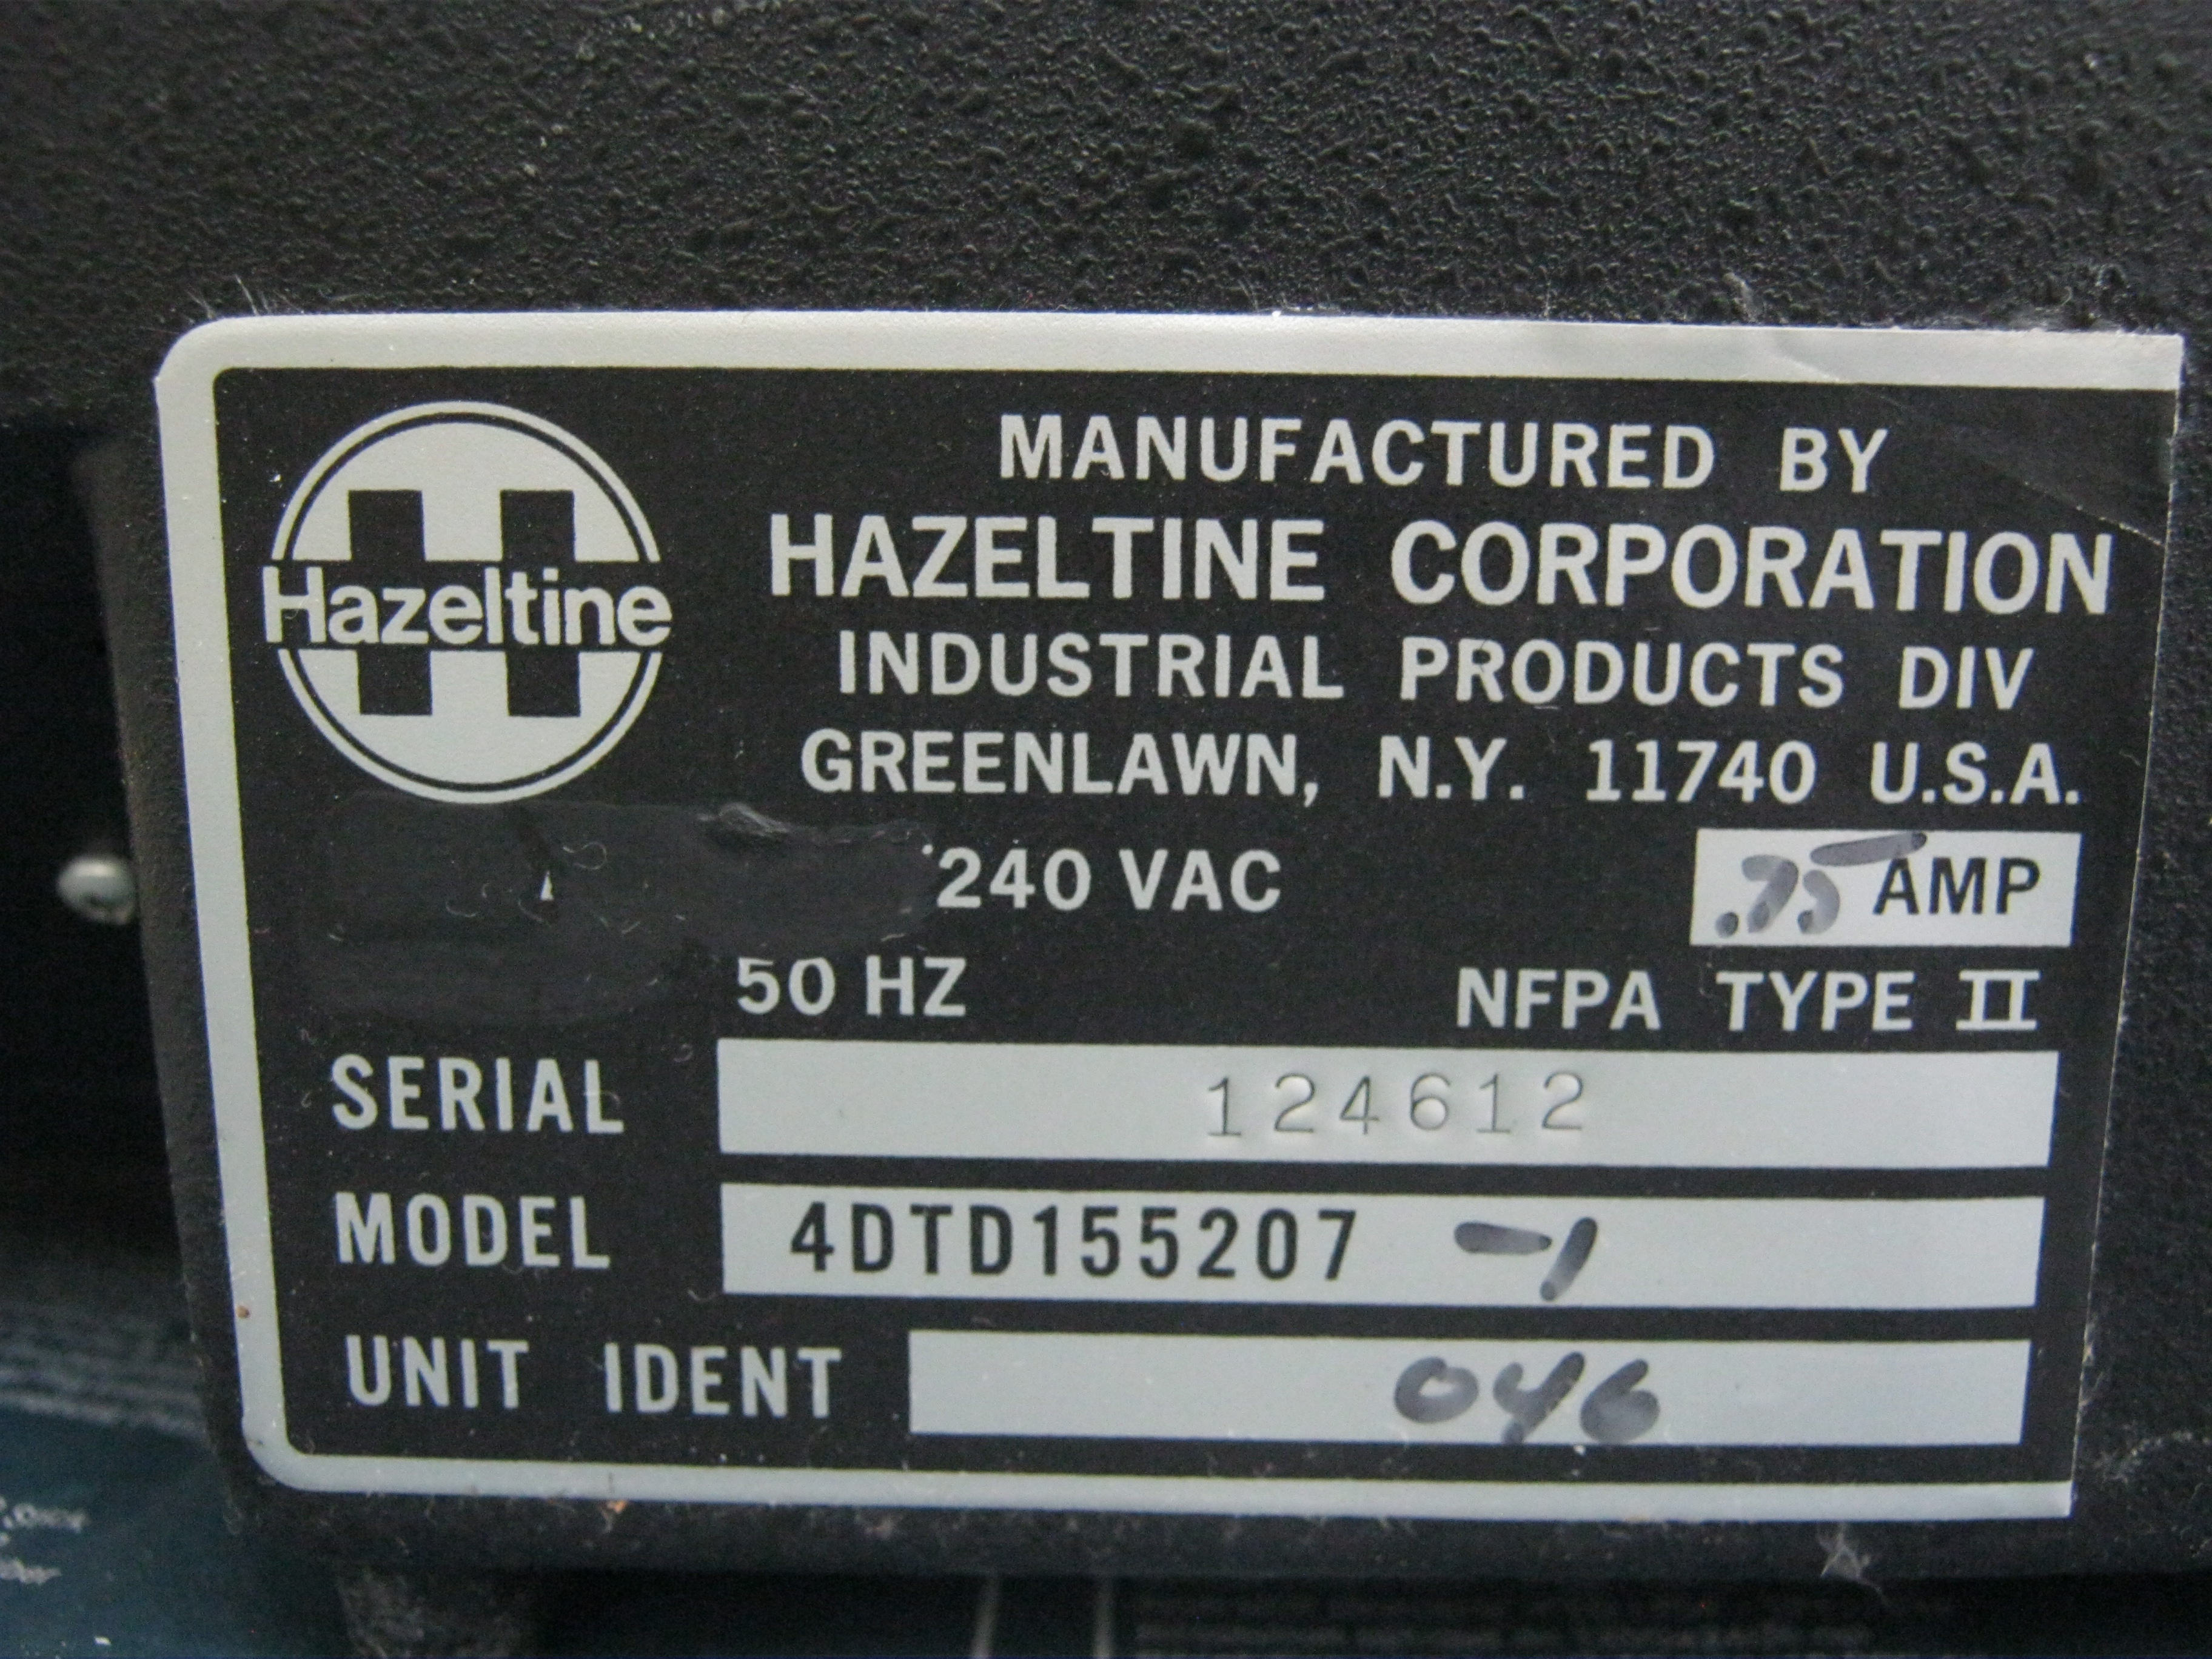 Hazeltine
MANUFACTURED BY
HAZELTINE CORPORATION
INDUSTRIAL PRODUCTS DIV
GREENLAWN, N.Y. 11740 U.S.A.
240 VAC .75 AMP
50 HZ NFPA TYPE II
SERIAL 124612
MODEL 4DTD155207 -1
UNIT IDENT 046